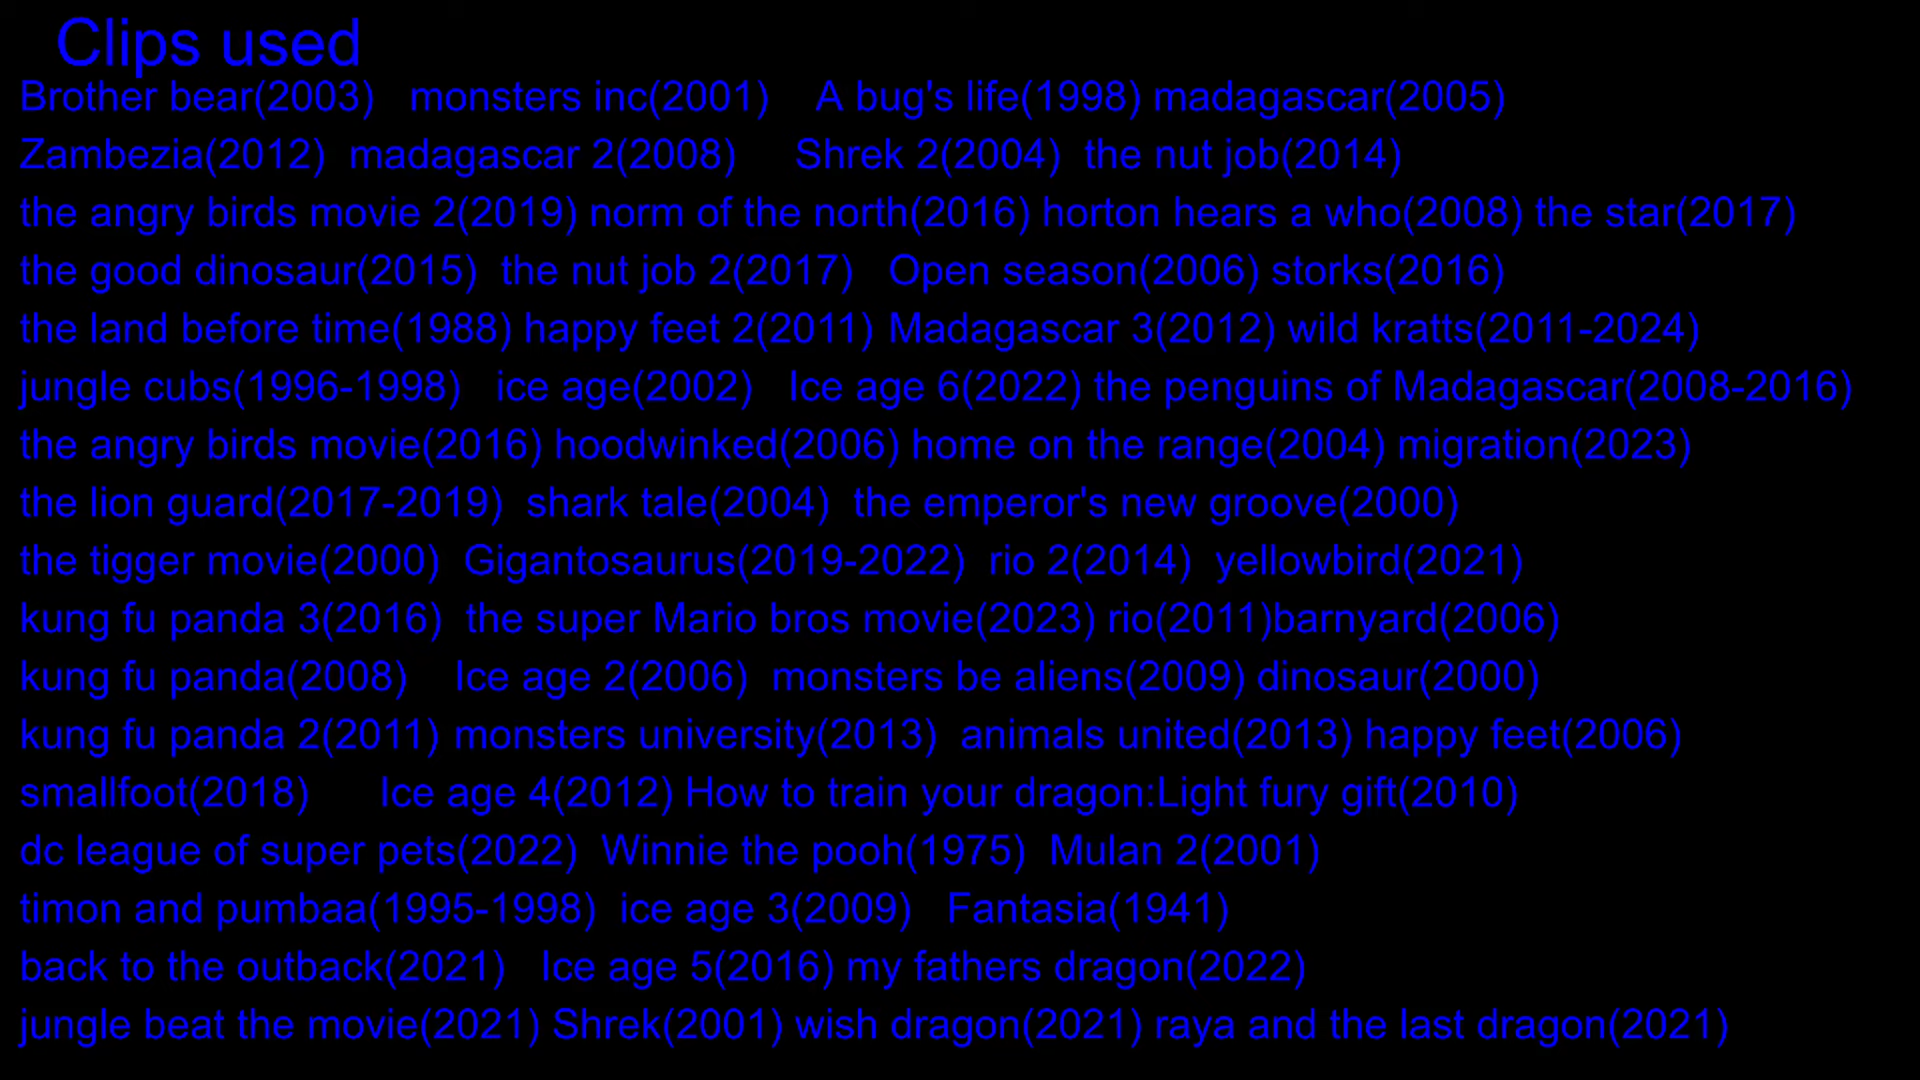 Clips used
Brother bear(2003) monsters inc(2001) A bug's life(1998) madagascar(2005)
Zambezia(2012) madagascar 2(2008) Shrek 2(2004) the nut job(2014)
the angry birds movie 2(2019) norm of the north(2016) horton hears a who(2008) the star(2017)
the good dinosaur(2015) the nut job 2(2017) Open season(2006) storks(2016)
the land before time(1988) happy feet 2(2011) Madagascar 3(2012) wild kratts(2011-2024)
jungle cubs(1996-1998) ice age(2002) Ice age 6(2022) the penguins of Madagascar(2008-2016)
the angry birds movie(2016) hoodwinked(2006) home on the range(2004) migration(2023)
the lion guard(2017-2019) shark tale(2004) the emperor's new groove(2000)
the tigger movie(2000) Gigantosaurus(2019-2022) rio 2(2014) yellowbird(2021)
kung fu panda 3(2016) the super Mario bros movie(2023) rio(2011)barnyard(2006)
kung fu panda(2008) Ice age 2(2006) monsters be aliens(2009) dinosaur(2000)
kung fu panda 2(2011) monsters university(2013) animals united(2013) happy feet(2006)
smallfoot(2018) Ice age 4(2012) How to train your dragon:Light fury gift(2010)
dc league of super pets(2022) Winnie the pooh(1975) Mulan 2(2001)
timon and pumbaa(1995-1998) ice age 3(2009) Fantasia(1941)
back to the outback(2021) Ice age 5(2016) my fathers dragon(2022)
jungle beat the movie(2021) Shrek(2001) wish dragon(2021) raya and the last dragon(2021)